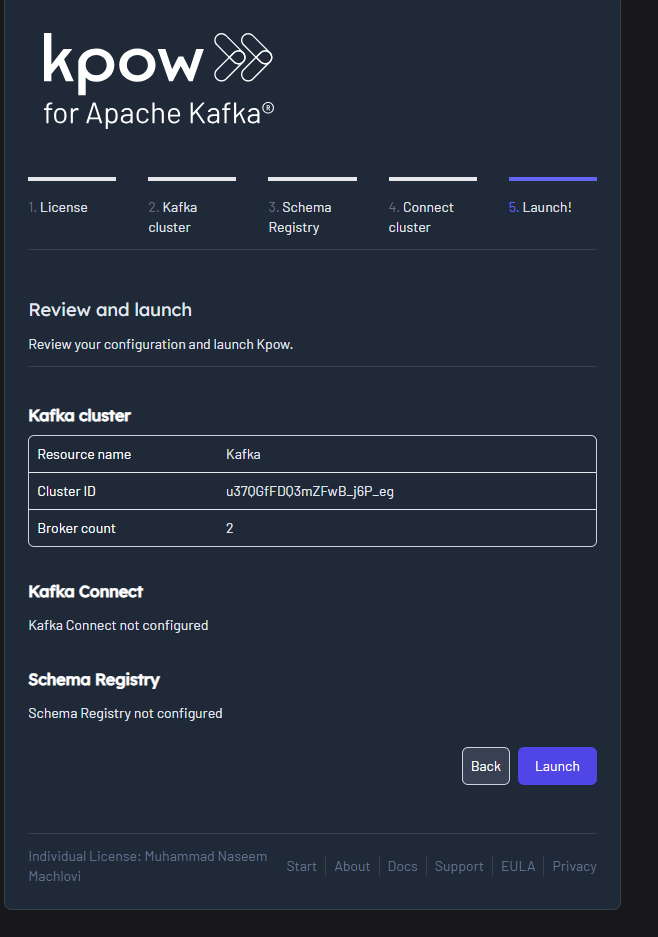 kpow
for Apache Kafka®
1. License
2. Kafka cluster
3. Schema Registry
4. Connect cluster
5. Launch!
Review and launch
Review your configuration and launch Kpow.
Kafka cluster
Resource name Kafka
Cluster ID u37QGfFDQ3mZFwB_j6P_eg
Broker count 2
Kafka Connect
Kafka Connect not configured
Schema Registry
Schema Registry not configured
Back Launch
Individual License: Muhammad Naseem
Machlovi
Start About Docs Support EULA Privacy